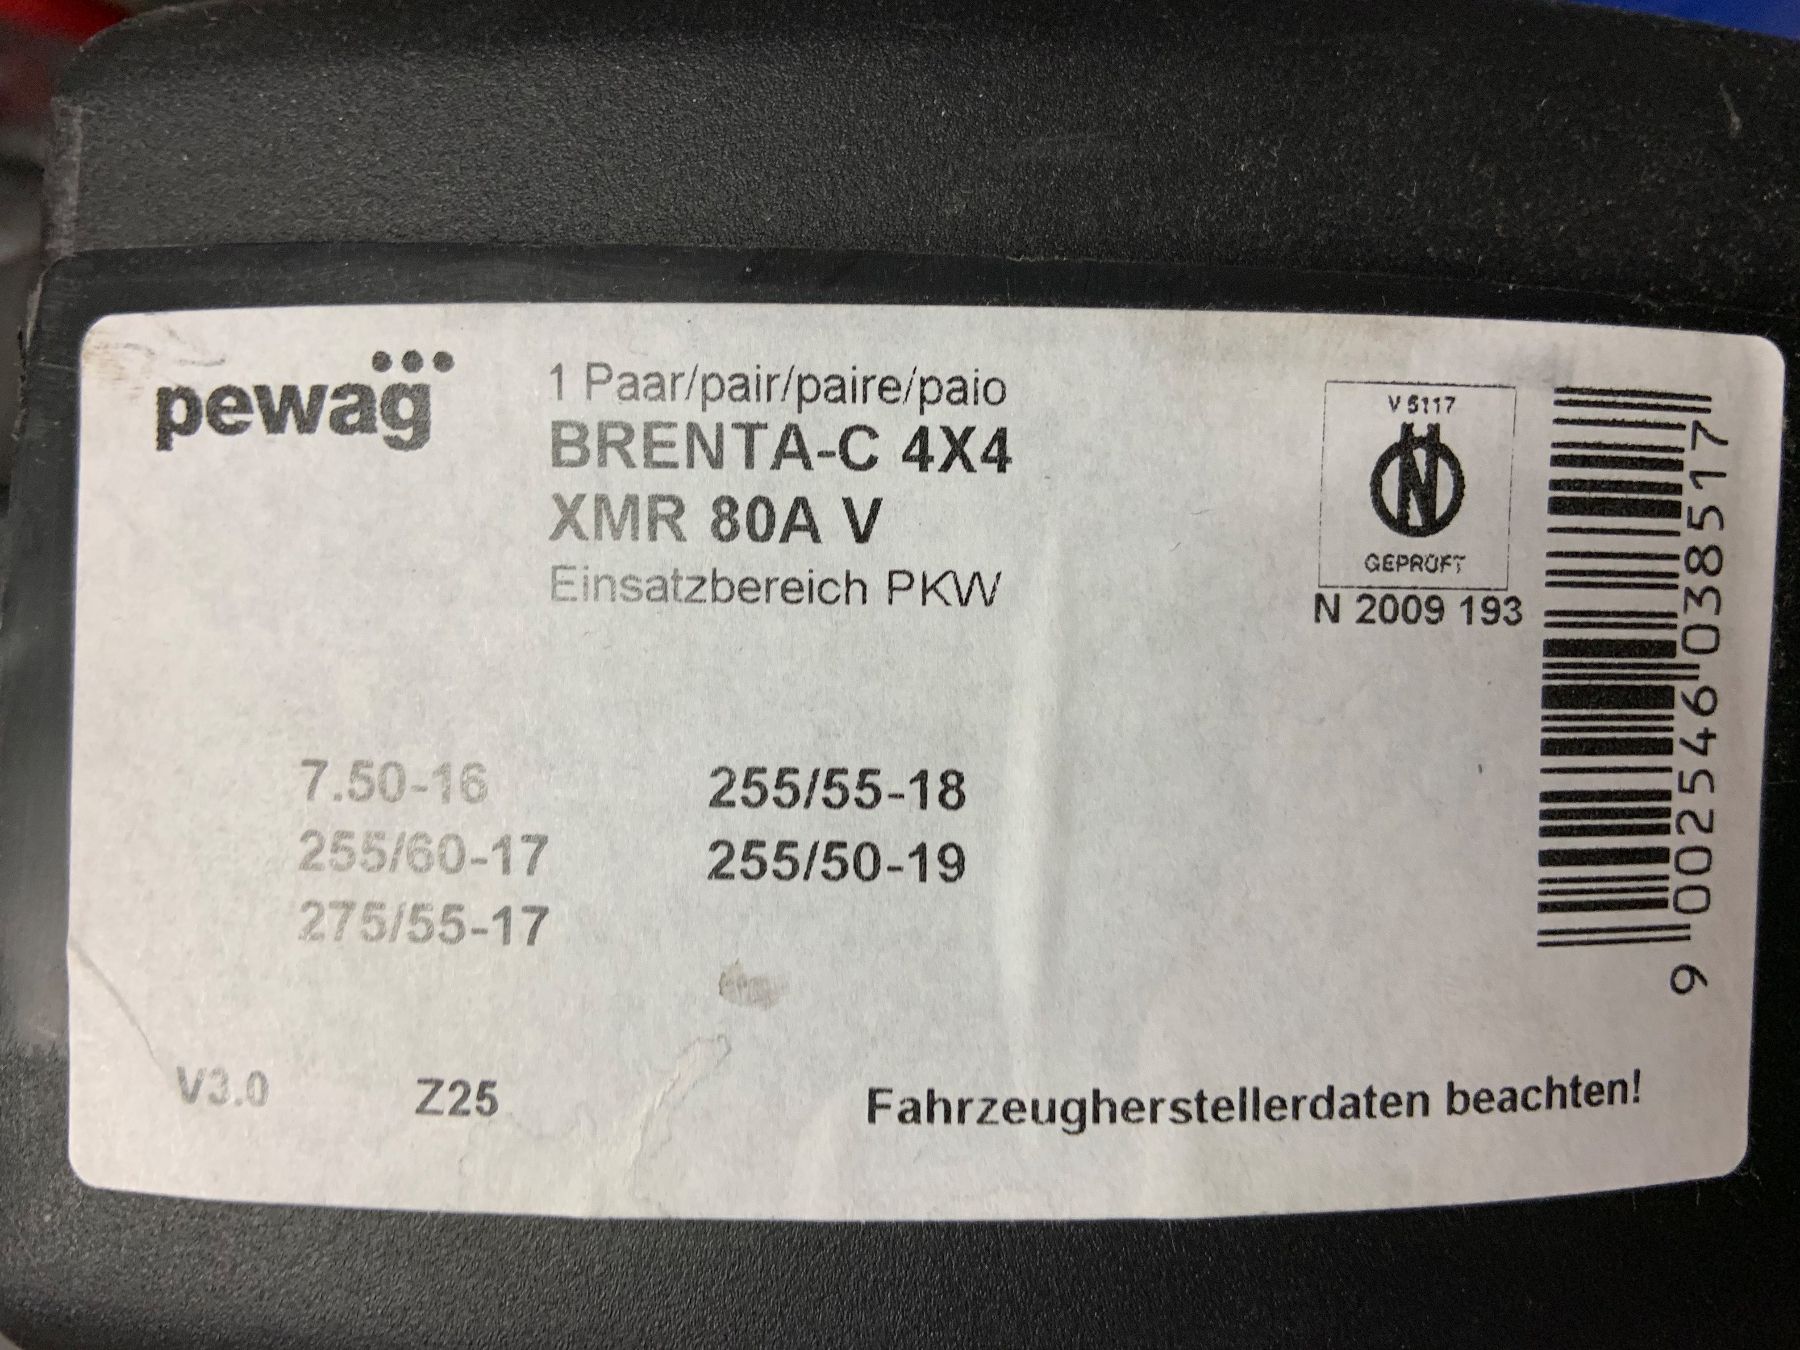 pewag
1 Paar/pair/paire/paio
BRENTA-C 4X4
XMR 80A V
Einsatzbereich PKW
V 5117
N
GEPRÜFT
N 2009 193
9 002546 038517
7.50-16
255/60-17
275/55-17
255/55-18
255/50-19
V3.0
Z25
Fahrzeugherstellerdaten beachten!